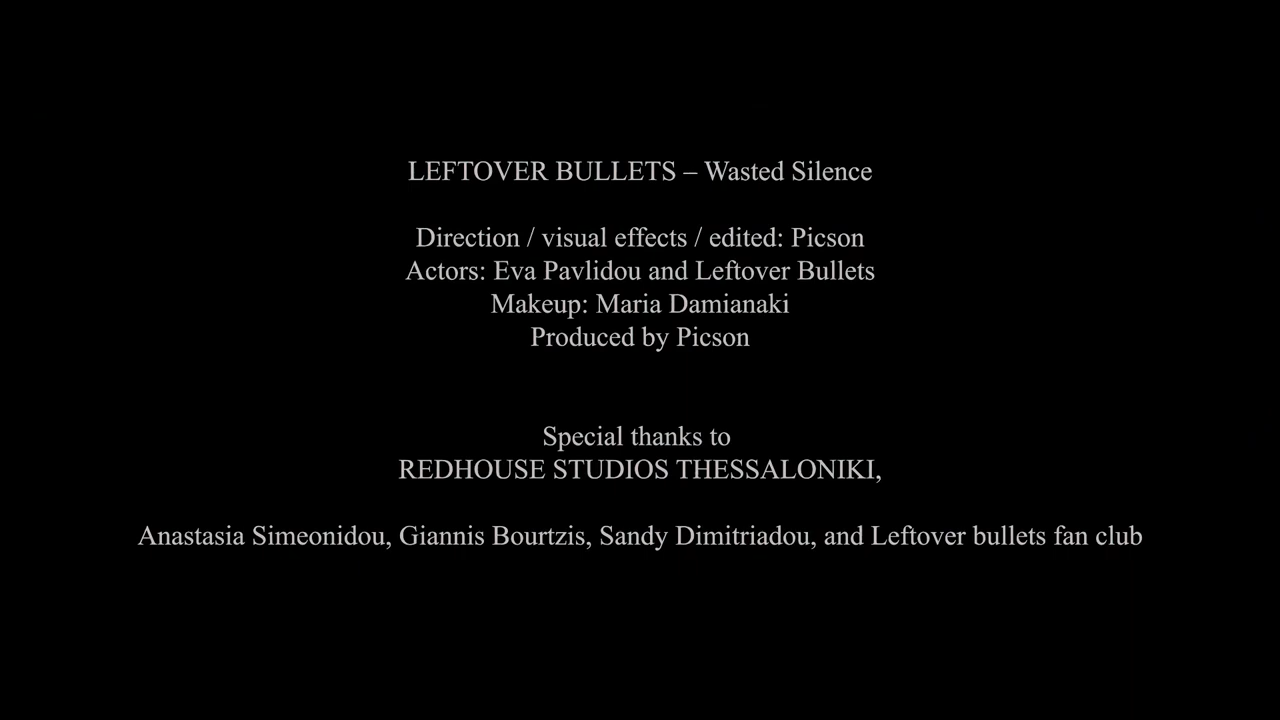 LEFTOVER BULLETS – Wasted Silence
Direction / visual effects / edited: Picson
Actors: Eva Pavlidou and Leftover Bullets
Makeup: Maria Damianaki
Produced by Picson
Special thanks to
REDHOUSE STUDIOS THESSALONIKI,
Anastasia Simeonidou, Giannis Bourtzis, Sandy Dimitriadou, and Leftover bullets fan club